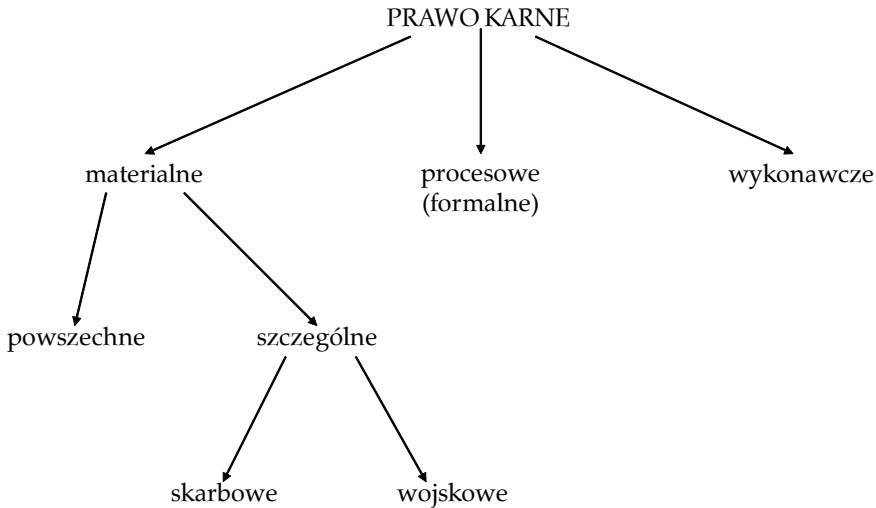 PRAWO KARNE
materialne
procesowe
(formalne)
wykonawcze
powszechne
szczególne
skarbowe
wojskowe